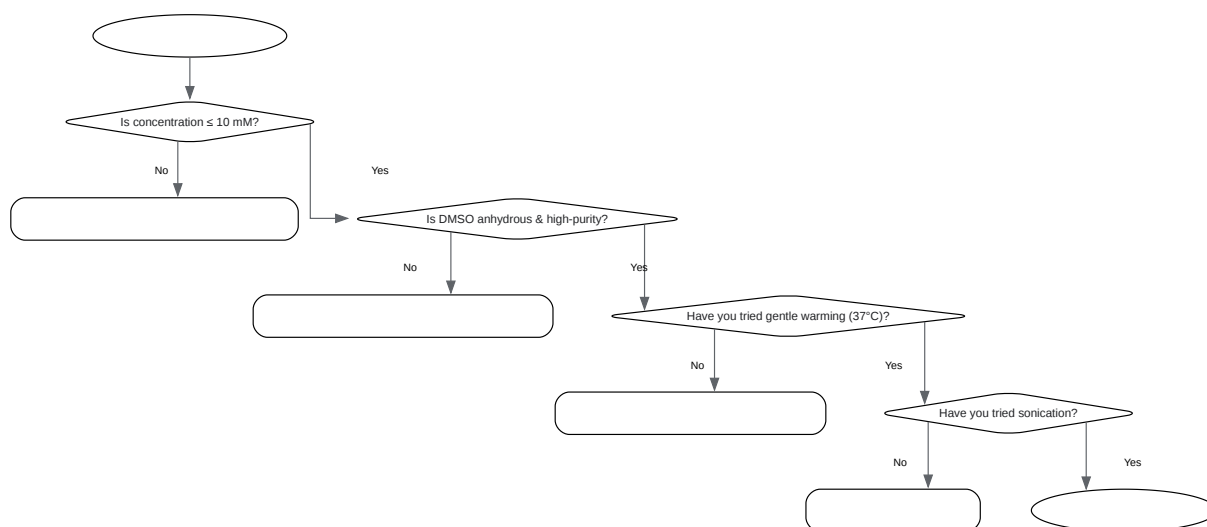 Is concentration ≤ 10 mM?
No
Yes
Is DMSO anhydrous & high-purity?
No
Yes
Have you tried gentle warming (37°C)?
No
Yes
Have you tried sonication?
No
Yes